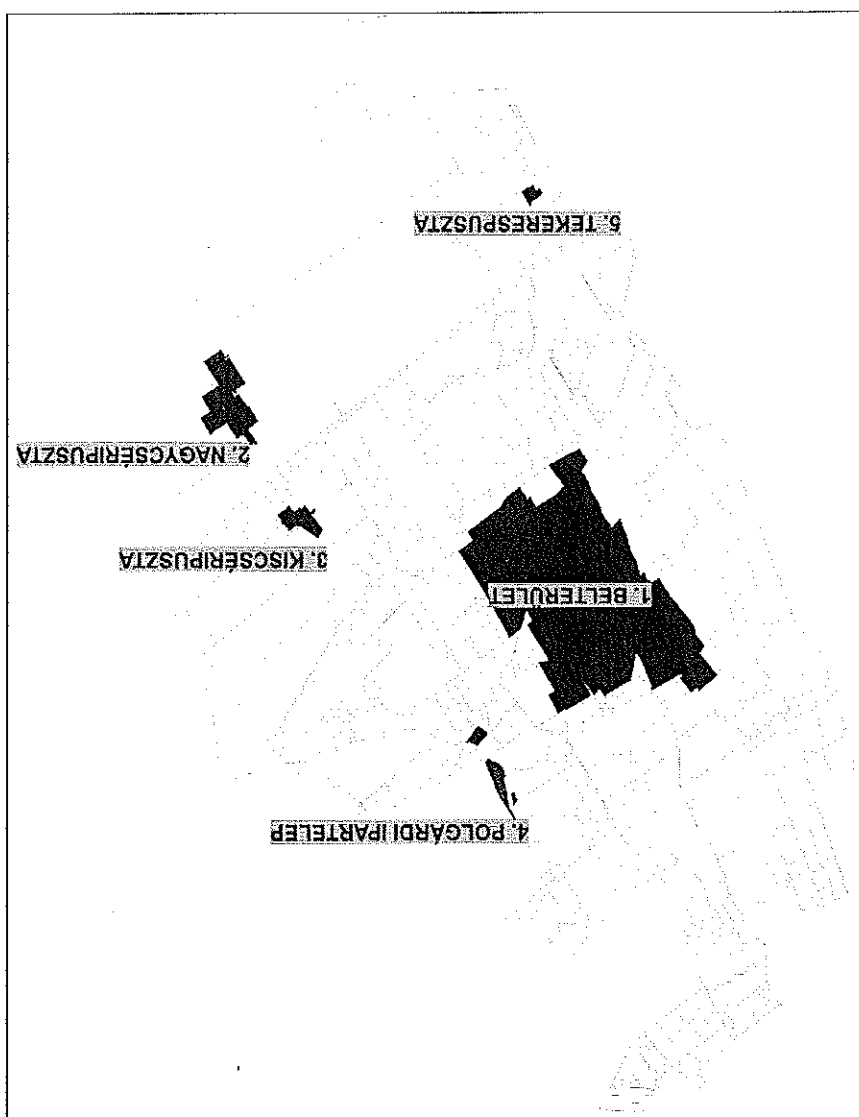 4. POLGÁRDI IPARTELEP
1. BELTERÜLET
3. KISCSÉRIPUSZTA
2. NAGYCSÉRIPUSZTA
5. TEKERESPUSZTA